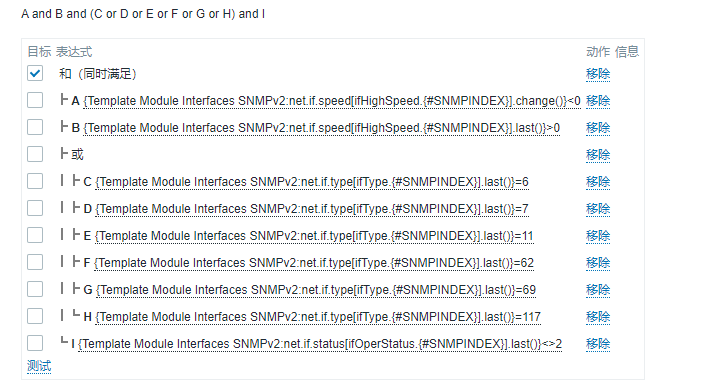 A and B and (C or D or E or F or G or H) and I
目标 表达式 动作 信息
和（同时满足） 移除
A {Template Module Interfaces SNMPv2:net.if.speed[ifHighSpeed.{#SNMPINDEX}].change()}<0 移除
B {Template Module Interfaces SNMPv2:net.if.speed[ifHighSpeed.{#SNMPINDEX}].last()}>0 移除
或 移除
C {Template Module Interfaces SNMPv2:net.if.type[ifType.{#SNMPINDEX}].last()}=6 移除
D {Template Module Interfaces SNMPv2:net.if.type[ifType.{#SNMPINDEX}].last()}=7 移除
E {Template Module Interfaces SNMPv2:net.if.type[ifType.{#SNMPINDEX}].last()}=11 移除
F {Template Module Interfaces SNMPv2:net.if.type[ifType.{#SNMPINDEX}].last()}=62 移除
G {Template Module Interfaces SNMPv2:net.if.type[ifType.{#SNMPINDEX}].last()}=69 移除
H {Template Module Interfaces SNMPv2:net.if.type[ifType.{#SNMPINDEX}].last()}=117 移除
I {Template Module Interfaces SNMPv2:net.if.status[ifOperStatus.{#SNMPINDEX}].last()}<>2 移除
测试